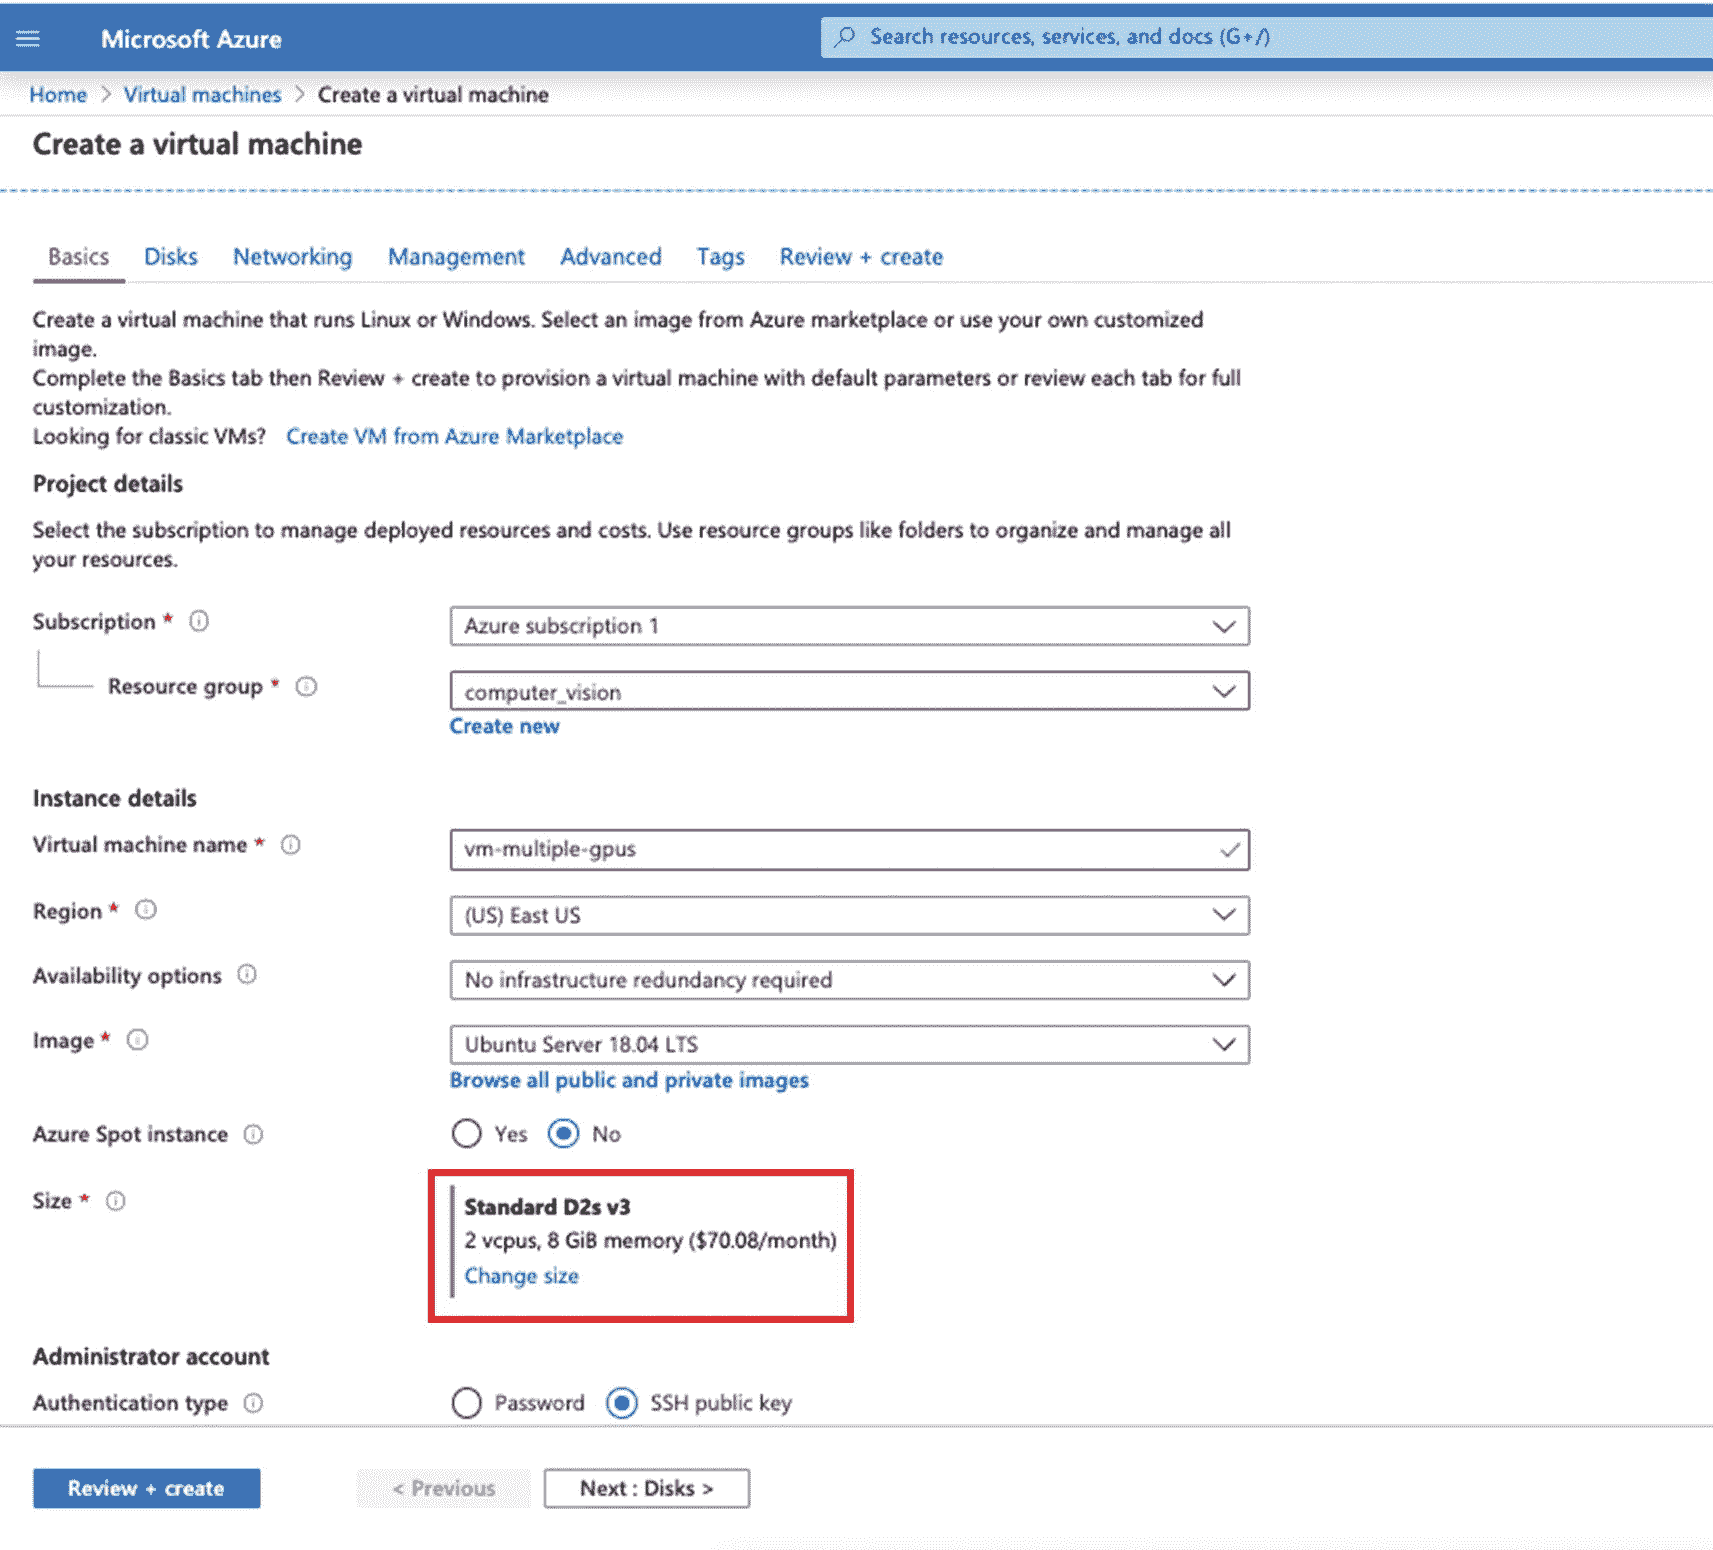 Microsoft Azure
Search resources, services, and docs (G+/)
Home > Virtual machines > Create a virtual machine
Create a virtual machine
Basics Disks Networking Management Advanced Tags Review + create
Create a virtual machine that runs Linux or Windows. Select an image from Azure marketplace or use your own customized
image.
Complete the Basics tab then Review + create to provision a virtual machine with default parameters or review each tab for full
customization.
Looking for classic VMs? Create VM from Azure Marketplace
Project details
Select the subscription to manage deployed resources and costs. Use resource groups like folders to organize and manage all
your resources.
Subscription * Azure subscription 1
Resource group * computer_vision
Create new
Instance details
Virtual machine name * vm-multiple-gpus
Region * (US) East US
Availability options No infrastructure redundancy required
Image * Ubuntu Server 18.04 LTS
Browse all public and private images
Azure Spot instance Yes No
Size * Standard D2s v3
2 vcpus, 8 GiB memory ($70.08/month)
Change size
Administrator account
Authentication type Password SSH public key
Review + create < Previous Next : Disks >